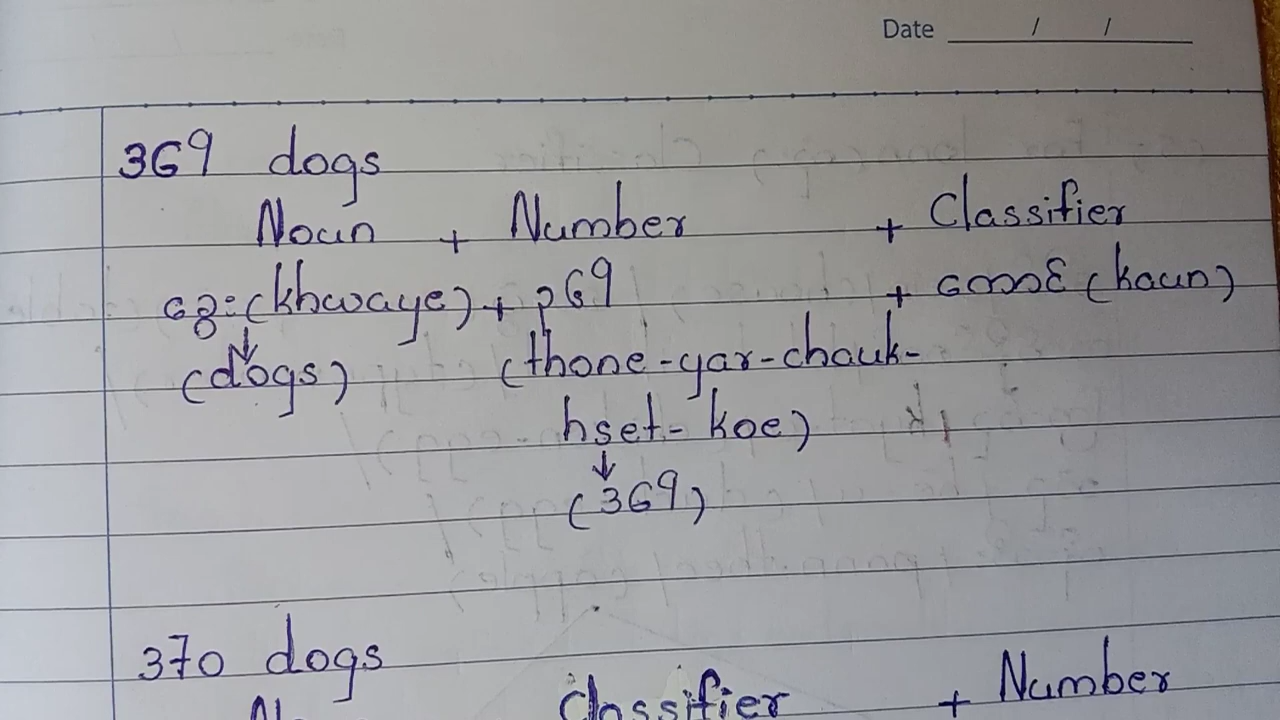 Date / /
369 dogs
Noun + Number + Classifier
ခွေး (khwaye) + ၃၆၉ + ကောင် (kaun)
(dogs) (thone-yar-chauk-
hset-koe)
(369)
370 dogs
Classifier + Number